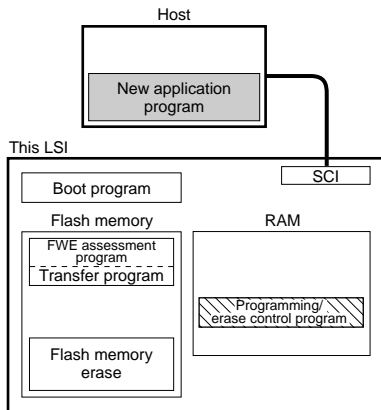 Host
New application
program
This LSI
SCI
Boot program
Flash memory
RAM
FWE assessment
program
Transfer program
Programming/
erase control program
Flash memory
erase